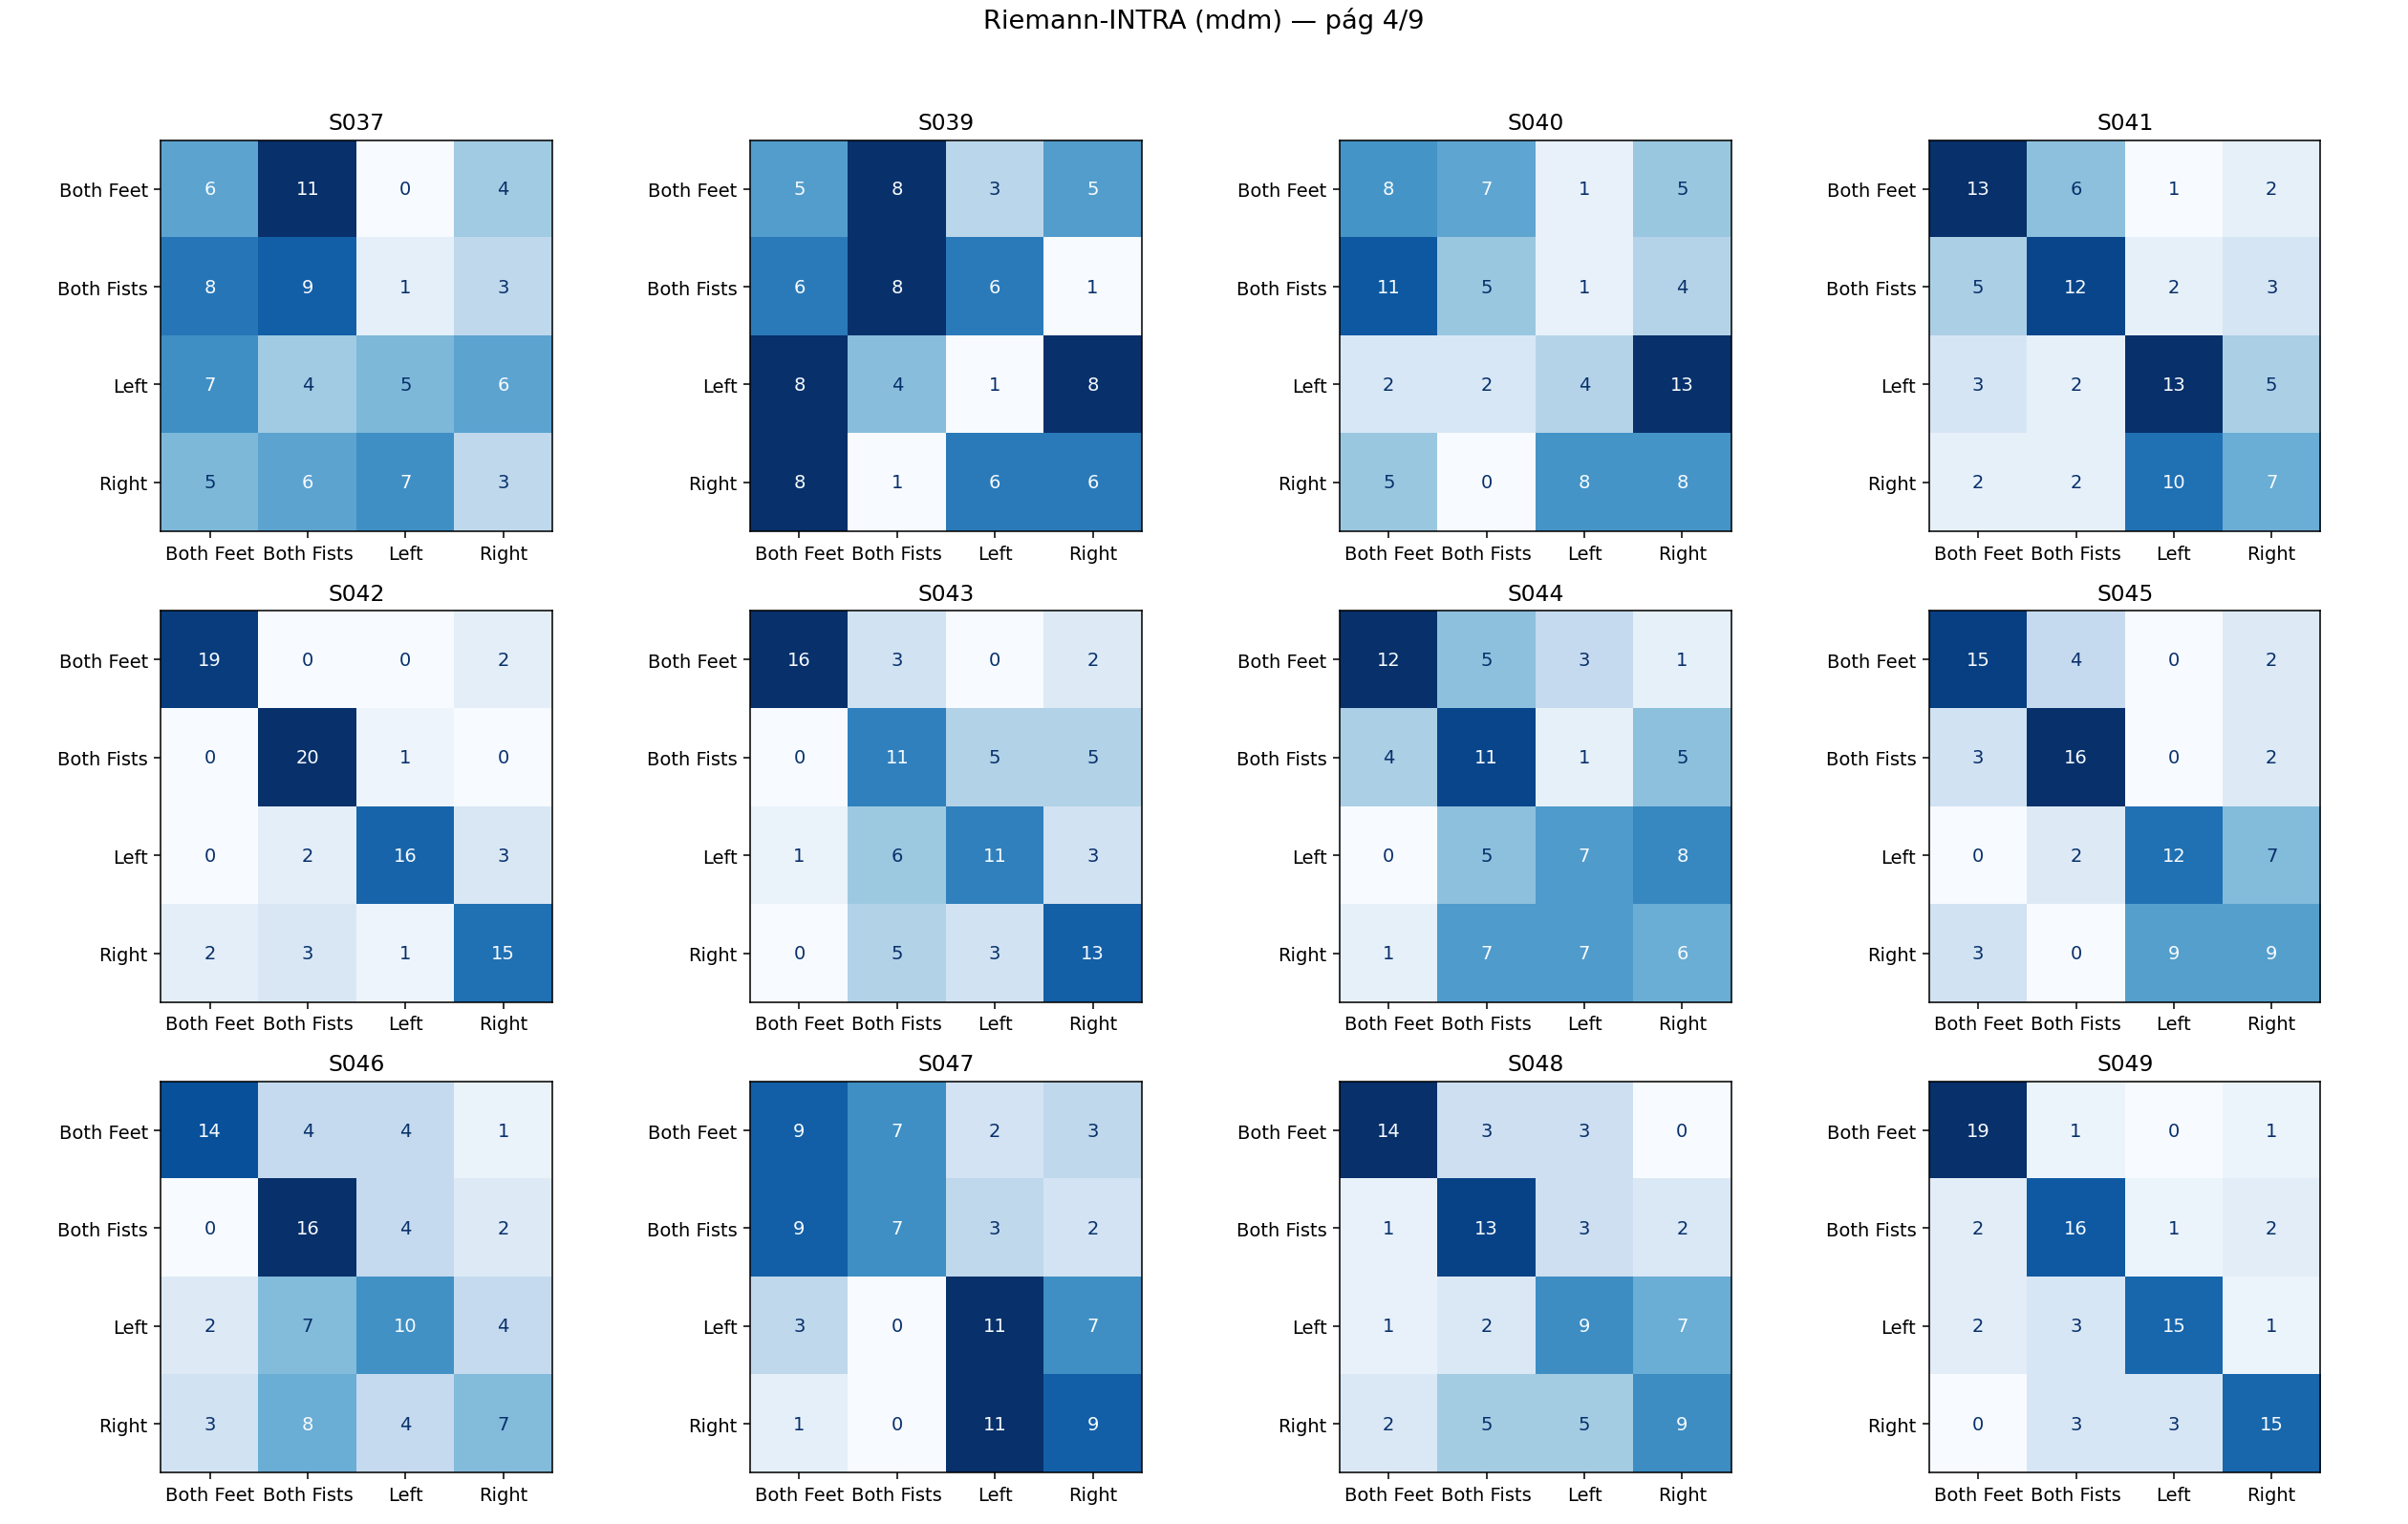 Riemann-INTRA (mdm) — pág 4/9
S037 S039 S040 S041
Both Feet 6 11 0 4 Both Feet 5 8 3 5 Both Feet 8 7 1 5 Both Feet 13 6 1 2
Both Fists 8 9 1 3 Both Fists 6 8 6 1 Both Fists 11 5 1 4 Both Fists 5 12 2 3
Left 7 4 5 6 Left 8 4 1 8 Left 2 2 4 13 Left 3 2 13 5
Right 5 6 7 3 Right 8 1 6 6 Right 5 0 8 8 Right 2 2 10 7
Both Feet Both Fists Left Right Both Feet Both Fists Left Right Both Feet Both Fists Left Right Both Feet Both Fists Left Right
S042 S043 S044 S045
Both Feet 19 0 0 2 Both Feet 16 3 0 2 Both Feet 12 5 3 1 Both Feet 15 4 0 2
Both Fists 0 20 1 0 Both Fists 0 11 5 5 Both Fists 4 11 1 5 Both Fists 3 16 0 2
Left 0 2 16 3 Left 1 6 11 3 Left 0 5 7 8 Left 0 2 12 7
Right 2 3 1 15 Right 0 5 3 13 Right 1 7 7 6 Right 3 0 9 9
Both Feet Both Fists Left Right Both Feet Both Fists Left Right Both Feet Both Fists Left Right Both Feet Both Fists Left Right
S046 S047 S048 S049
Both Feet 14 4 4 1 Both Feet 9 7 2 3 Both Feet 14 3 3 0 Both Feet 19 1 0 1
Both Fists 0 16 4 2 Both Fists 9 7 3 2 Both Fists 1 13 3 2 Both Fists 2 16 1 2
Left 2 7 10 4 Left 3 0 11 7 Left 1 2 9 7 Left 2 3 15 1
Right 3 8 4 7 Right 1 0 11 9 Right 2 5 5 9 Right 0 3 3 15
Both Feet Both Fists Left Right Both Feet Both Fists Left Right Both Feet Both Fists Left Right Both Feet Both Fists Left Right